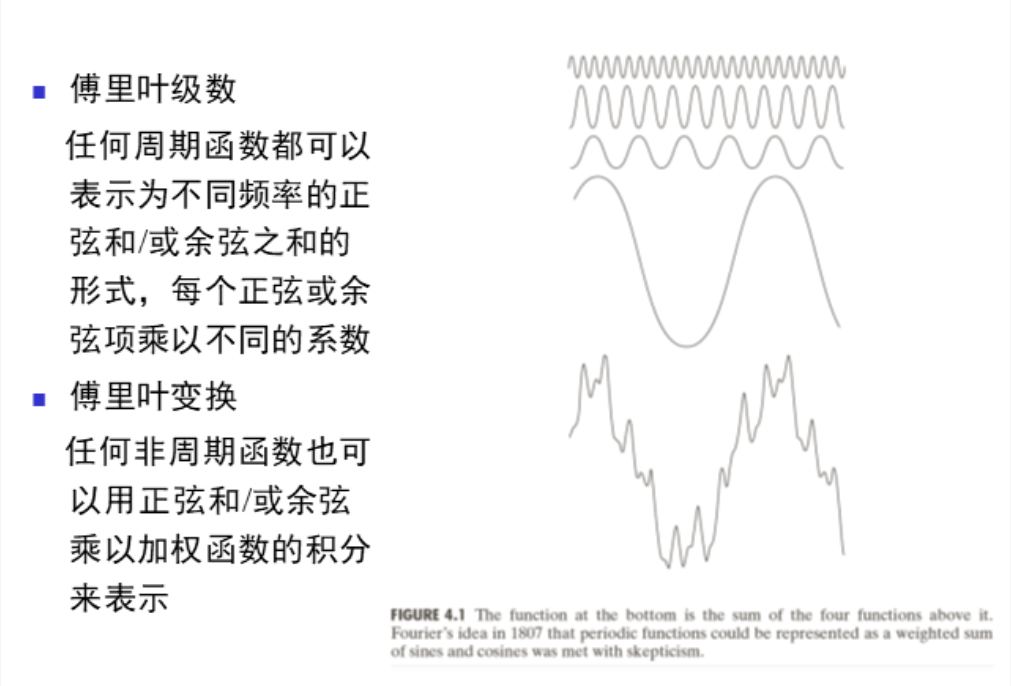 傅里叶级数
任何周期函数都可以
表示为不同频率的正
弦和/或余弦之和的
形式，每个正弦或余
弦项乘以不同的系数
傅里叶变换
任何非周期函数也可
以用正弦和/或余弦
乘以加权函数的积分
来表示
FIGURE 4.1 The function at the bottom is the sum of the four functions above it.
Fourier's idea in 1807 that periodic functions could be represented as a weighted sum
of sines and cosines was met with skepticism.